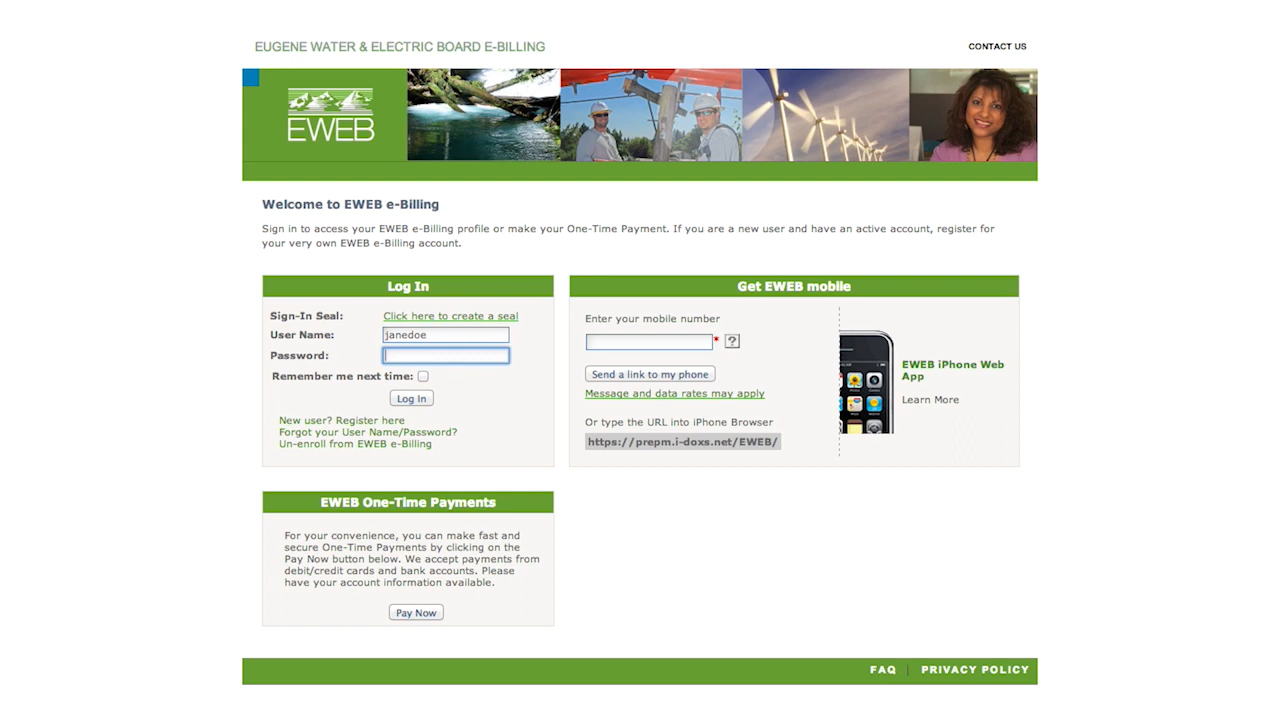 EUGENE WATER & ELECTRIC BOARD E-BILLING
CONTACT US
EWEB
Welcome to EWEB e-Billing
Sign in to access your EWEB e-Billing profile or make your One-Time Payment. If you are a new user and have an active account, register for
your very own EWEB e-Billing account.
Log In
Sign-In Seal: Click here to create a seal
User Name: janedoe
Password:
Remember me next time:
Log In
New user? Register here
Forgot your User Name/Password?
Un-enroll from EWEB e-Billing
Get EWEB mobile
Enter your mobile number
* ?
Send a link to my phone
Message and data rates may apply
Or type the URL into iPhone Browser
https://prepm.i-doxs.net/EWEB/
EWEB iPhone Web
App
Learn More
EWEB One-Time Payments
For your convenience, you can make fast and
secure One-Time Payments by clicking on the
Pay Now button below. We accept payments from
debit/credit cards and bank accounts. Please
have your account information available.
Pay Now
FAQ | PRIVACY POLICY